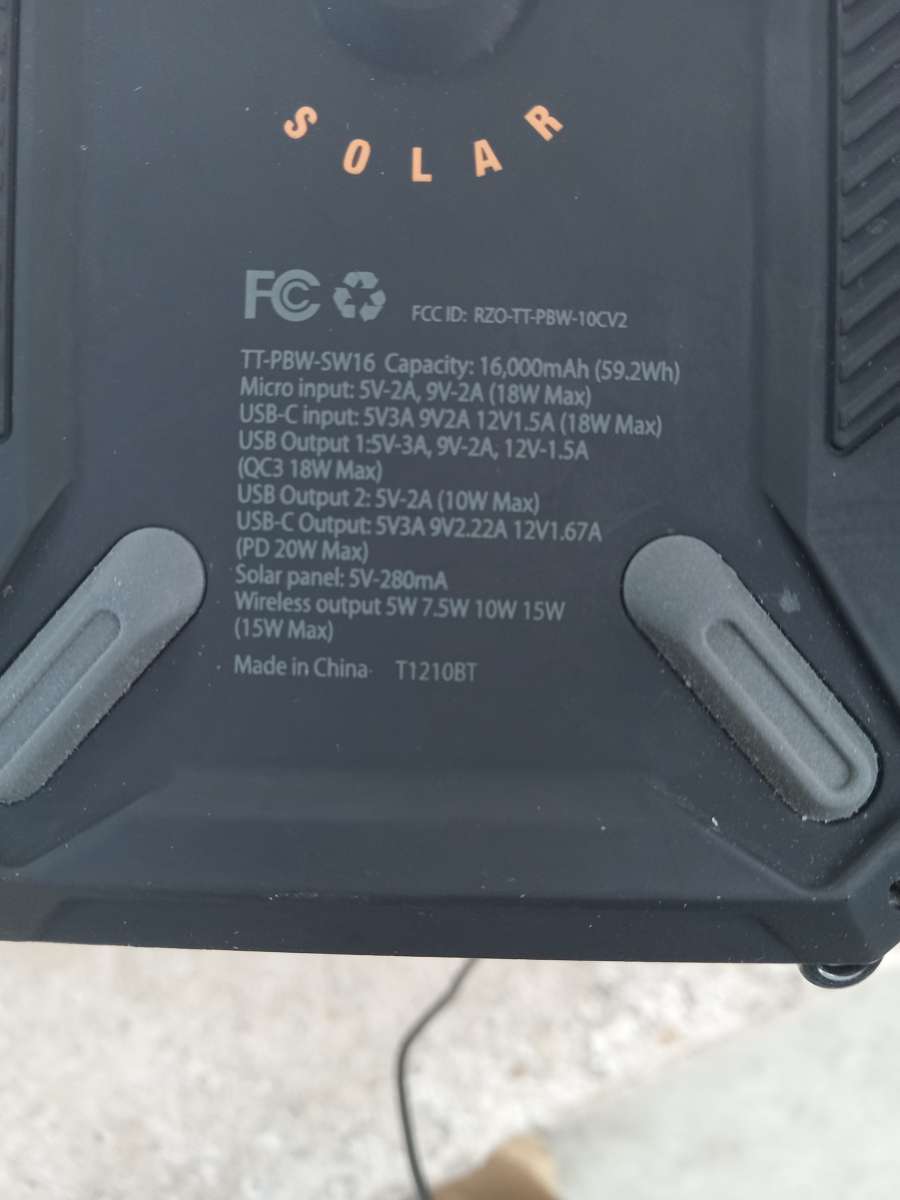 SOLAR
FC FCC ID: RZO-TT-PBW-10CV2
TT-PBW-SW16 Capacity: 16,000mAh (59.2Wh)
Micro input: 5V-2A, 9V-2A (18W Max)
USB-C input: 5V3A 9V2A 12V1.5A (18W Max)
USB Output 1:5V-3A, 9V-2A, 12V-1.5A
(QC3 18W Max)
USB Output 2: 5V-2A (10W Max)
USB-C Output: 5V3A 9V2.22A 12V1.67A
(PD 20W Max)
Solar panel: 5V-280mA
Wireless output 5W 7.5W 10W 15W
(15W Max)
Made in China T1210BT